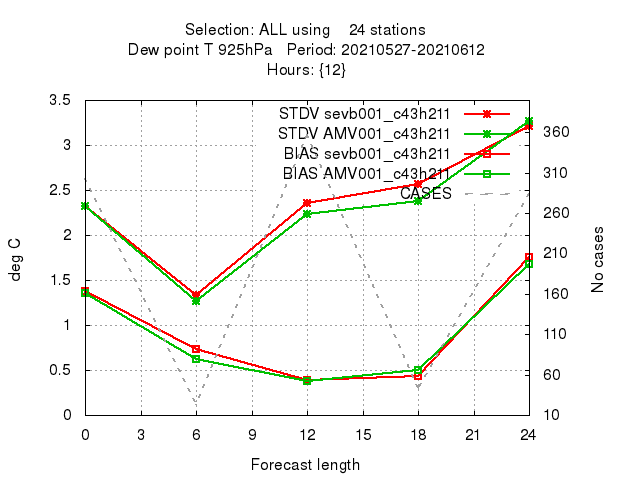 Selection: ALL using    24 stations
Dew point T 925hPa   Period: 20210527-20210612
Hours: {12}
STDV sevb001_c43h211
STDV AMV001_c43h211
BIAS sevb001_c43h211
BIAS AMV001_c43h211
CASES
3.5
3
2.5
2
1.5
1
0.5
0
deg C
360
310
260
210
160
110
60
10
No cases
0 3 6 9 12 15 18 21 24
Forecast length